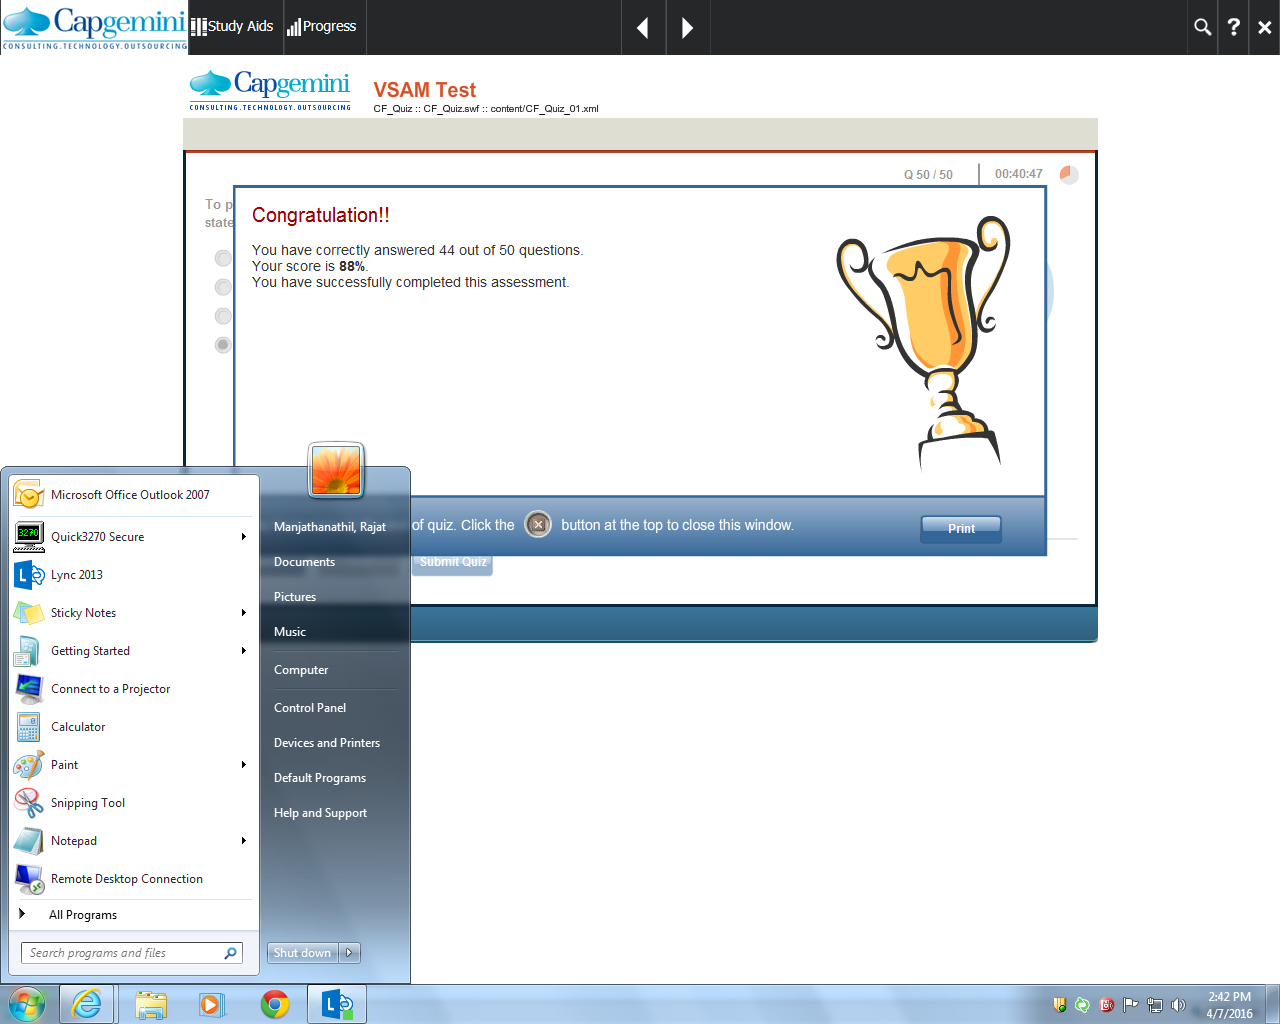 Capgemini
CONSULTING.TECHNOLOGY.OUTSOURCING
Study Aids
Progress
?
Capgemini
CONSULTING.TECHNOLOGY.OUTSOURCING
VSAM Test
CF_Quiz :: CF_Quiz.swf :: content/CF_Quiz_01.xml
Q 50 / 50
00:40:47
To p
state
Congratulation!!
You have correctly answered 44 out of 50 questions.
Your score is 88%.
You have successfully completed this assessment.
of quiz. Click the
button at the top to close this window.
Print
Submit Quiz
Microsoft Office Outlook 2007
3270
Quick3270 Secure
Lync 2013
Sticky Notes
Getting Started
Connect to a Projector
Calculator
Paint
Snipping Tool
Notepad
Remote Desktop Connection
All Programs
Search programs and files
Manjathanathil, Rajat
Documents
Pictures
Music
Computer
Control Panel
Devices and Printers
Default Programs
Help and Support
Shut down
2:42 PM
4/7/2016